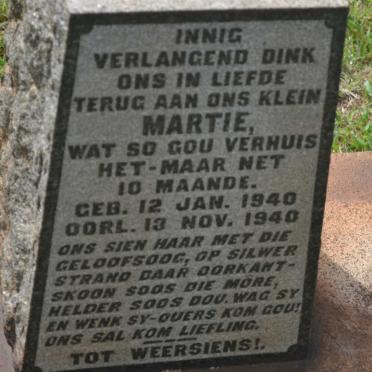 INNIG
VERLANGEND DINK
ONS IN LIEFDE
TERUG AAN ONS KLEIN
MARTIE,
WAT SO GOU VERHUIS
HET-MAAR NET
10 MAANDE.
GEB. 12 JAN. 1940
OORL. 13 NOV. 1940
ONS SIEN HAAR MET DIE
GELOOFSOOG, OP SILWER
STRAND DAAR OORKANT-
SKOON SOOS DIE MÔRE,
HELDER SOOS DOU. WAG SY
EN WENK SY-OUERS KOM GOU!
ONS SAL KOM LIEFLING.
TOT WEERSIENS!.